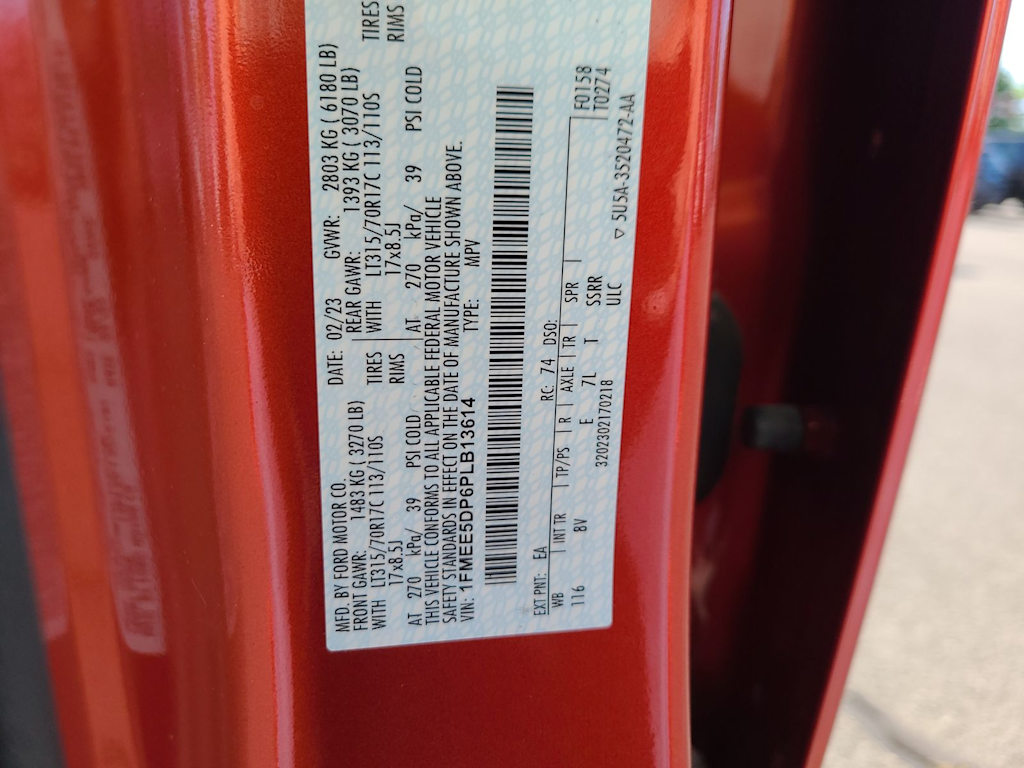 MFD. BY FORD MOTOR CO.
DATE: 02/23 GVWR: 2803 KG ( 6180 LB)
FRONT GAWR: 1483 KG ( 3270 LB)
REAR GAWR: 1393 KG ( 3070 LB)
WITH LT315/70R17C 113/110S TIRES
WITH LT315/70R17C 113/110S TIRES
17x8.5J RIMS
17x8.5J RIMS
AT 270 kPa/ 39 PSI COLD
AT 270 kPa/ 39 PSI COLD
THIS VEHICLE CONFORMS TO ALL APPLICABLE FEDERAL MOTOR VEHICLE
SAFETY STANDARDS IN EFFECT ON THE DATE OF MANUFACTURE SHOWN ABOVE.
VIN: 1FMEE5DP6PLB13614
TYPE: MPV
EXT PNT: EA RC: 74 DSO:
WB INT TR TP/PS R AXLE TR SPR
F0158
T0274
116 8V E 7L T SSRR
3202302170218 ULC
▽ 5U5A-3520472-AA